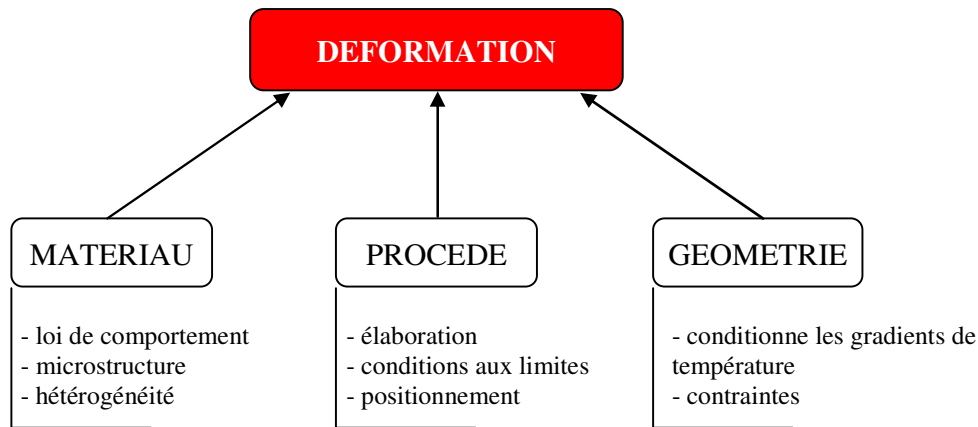 DEFORMATION
MATERIAU
PROCEDE
GEOMETRIE
- loi de comportement
- microstructure
- hétérogénéité
- élaboration
- conditions aux limites
- positionnement
- conditionne les gradients de
température
- contraintes